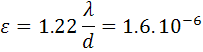 ε = 1.22 λ/d = 1.6. 10⁻⁶